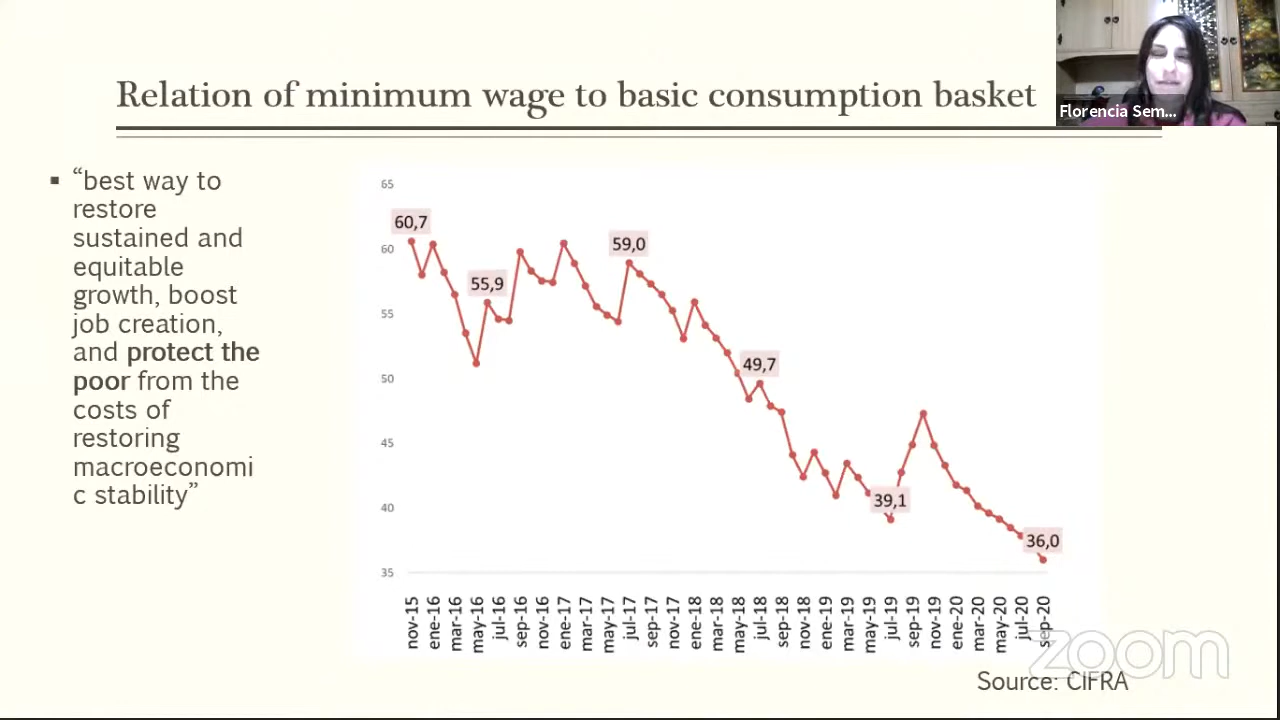 Relation of minimum wage to basic consumption basket
Florencia Sem...
▪ “best way to
restore
sustained and
equitable
growth, boost
job creation,
and protect the
poor from the
costs of
restoring
macroeconomi
c stability”
65
60
55
50
45
40
35
60,7
55,9
59,0
49,7
39,1
36,0
nov-15
ene-16
mar-16
may-16
jul-16
sep-16
nov-16
ene-17
mar-17
may-17
jul-17
sep-17
nov-17
ene-18
mar-18
may-18
jul-18
sep-18
nov-18
ene-19
mar-19
may-19
jul-19
sep-19
nov-19
ene-20
mar-20
may-20
jul-20
sep-20
zoom
Source: CIFRA